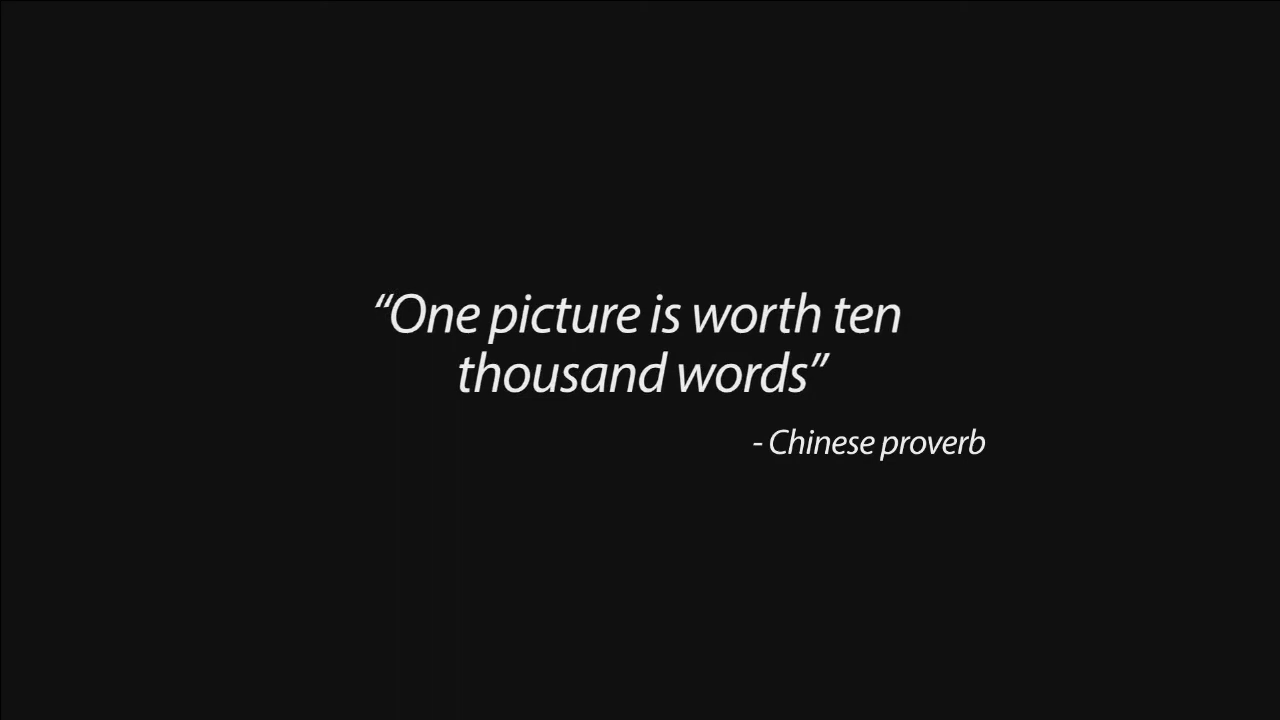 “One picture is worth ten
thousand words”
- Chinese proverb